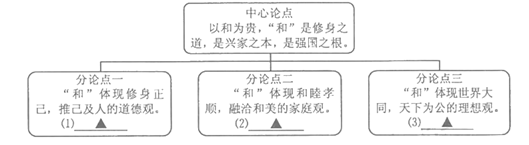 中心论点
以和为贵，“和”是修身之
道，是兴家之本，是强国之根。
分论点一
“和”体现修身正
己，推己及人的道德观。
(1) ▲
分论点二
“和”体现和睦孝
顺，融洽和美的家庭观。
(2) ▲
分论点三
“和”体现世界大
同，天下为公的理想观。
(3) ▲